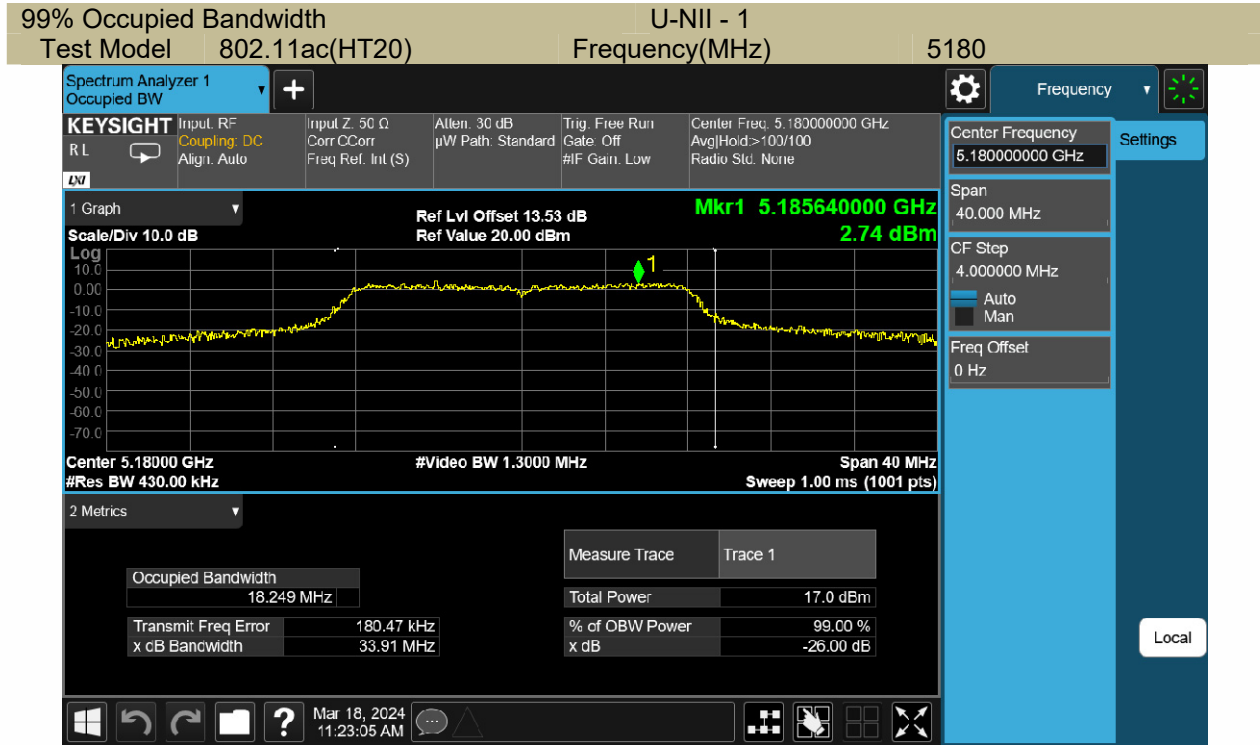 99% Occupied Bandwidth U-NII - 1
Test Model 802.11ac(HT20) Frequency(MHz) 5180
Spectrum Analyzer 1
Occupied BW
Frequency
KEYSIGHT
RL
LXI
Input: RF
Coupling: DC
Align: Auto
Input Z: 50 Ω
Corr CCorr
Freq Ref: Int (S)
Atten: 30 dB
µW Path: Standard
Trig: Free Run
Gate: Off
#IF Gain: Low
Center Freq: 5.180000000 GHz
Avg|Hold:>100/100
Radio Std: None
Center Frequency
5.180000000 GHz
Settings
Span
40.000 MHz
CF Step
4.000000 MHz
Auto
Man
Freq Offset
0 Hz
Local
1 Graph
Scale/Div 10.0 dB
Ref Lvl Offset 13.53 dB
Ref Value 20.00 dBm
Mkr1 5.185640000 GHz
2.74 dBm
Log
10.0
0.00
-10.0
-20.0
-30.0
-40.0
-50.0
-60.0
-70.0
1
Center 5.18000 GHz
#Res BW 430.00 kHz
#Video BW 1.3000 MHz
Span 40 MHz
Sweep 1.00 ms (1001 pts)
2 Metrics
Measure Trace Trace 1
Occupied Bandwidth
18.249 MHz
Total Power 17.0 dBm
Transmit Freq Error 180.47 kHz
% of OBW Power 99.00 %
x dB Bandwidth 33.91 MHz
x dB -26.00 dB
?
Mar 18, 2024
11:23:05 AM